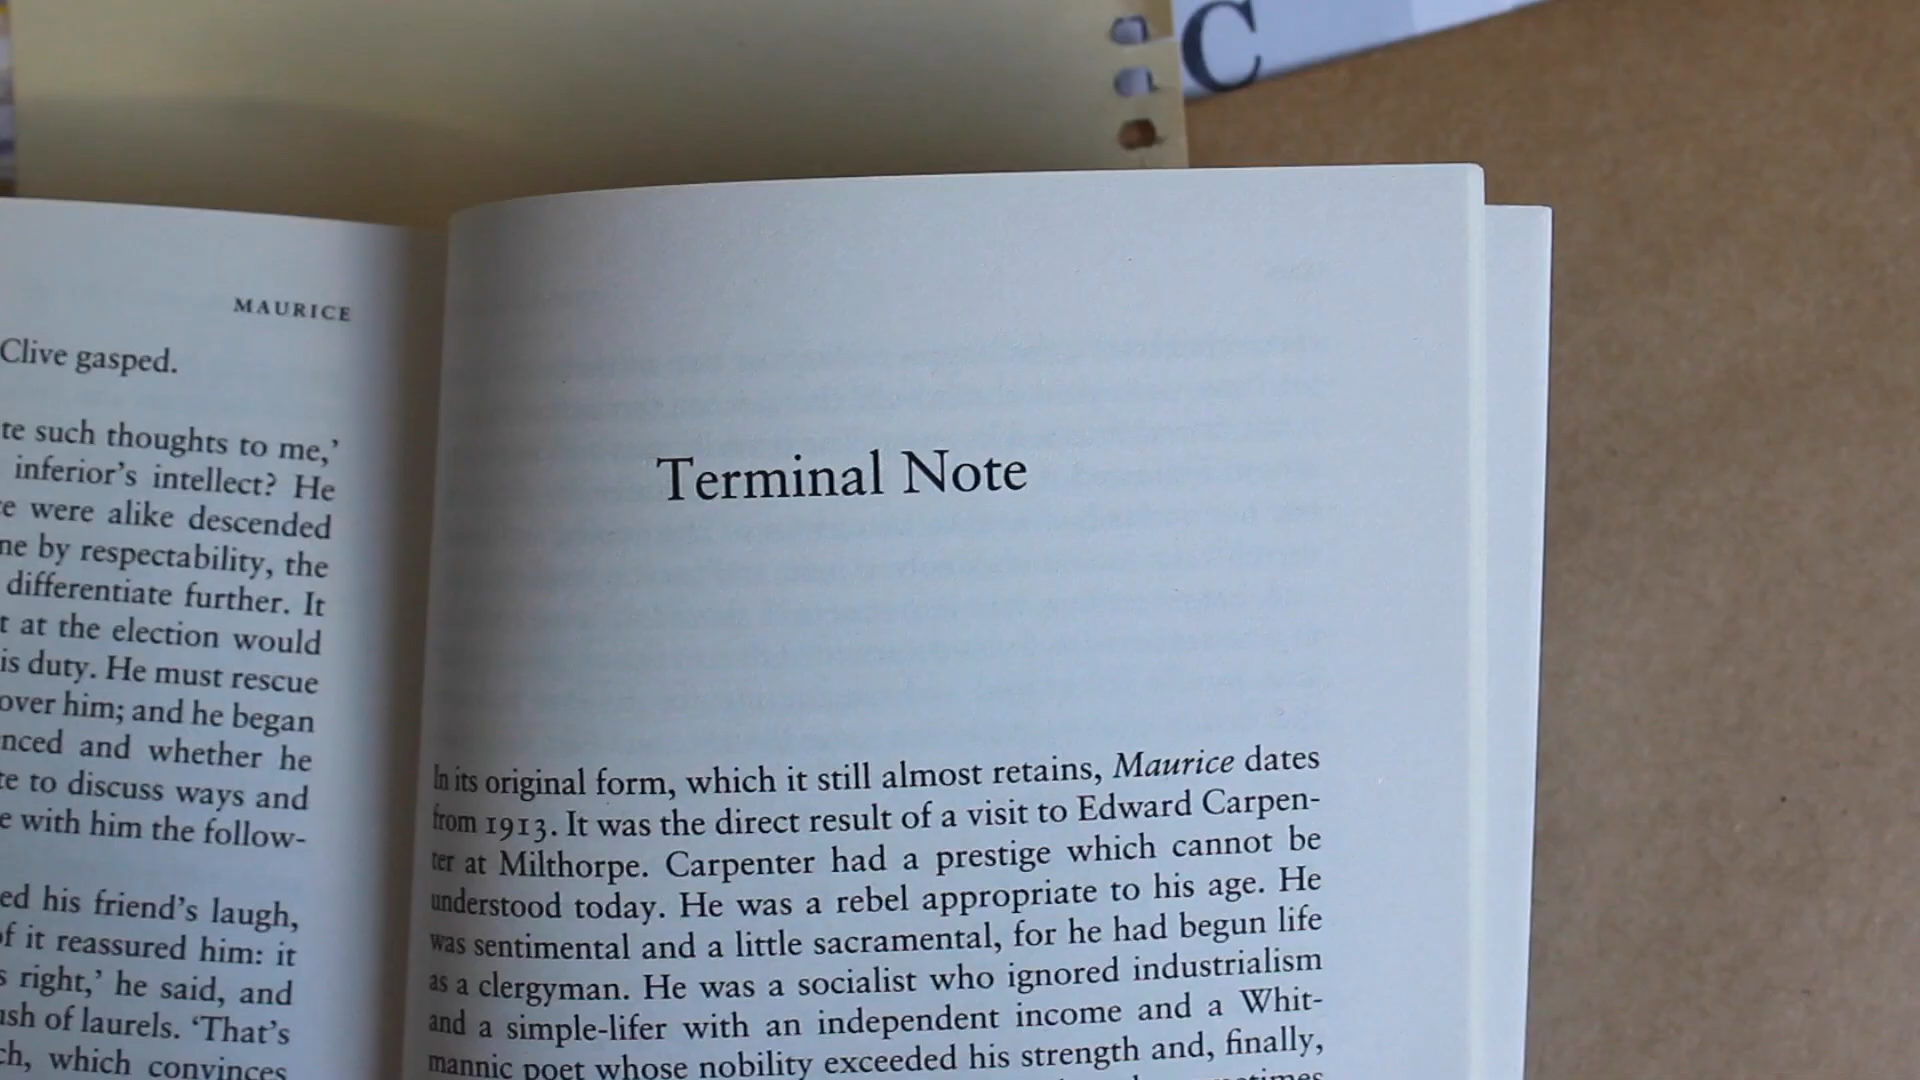 C
MAURICE
Clive gasped.
te such thoughts to me,’
inferior’s intellect? He
e were alike descended
ne by respectability, the
differentiate further. It
t at the election would
is duty. He must rescue
over him; and he began
nced and whether he
te to discuss ways and
e with him the follow-
ed his friend’s laugh,
of it reassured him: it
s right,’ he said, and
ush of laurels. ‘That’s
ch, which convinces
Terminal Note
In its original form, which it still almost retains, Maurice dates
from 1913. It was the direct result of a visit to Edward Carpen-
ter at Milthorpe. Carpenter had a prestige which cannot be
understood today. He was a rebel appropriate to his age. He
was sentimental and a little sacramental, for he had begun life
as a clergyman. He was a socialist who ignored industrialism
and a simple-lifer with an independent income and a Whit-
mannic poet whose nobility exceeded his strength and, finally,